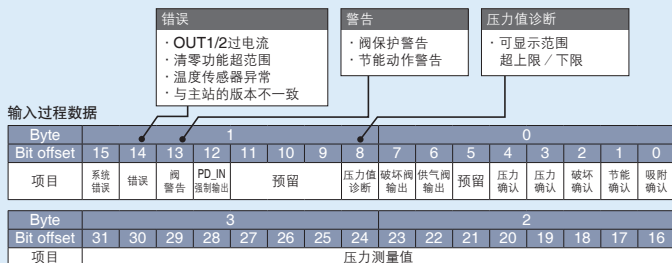 错误
· OUT1/2过电流
· 清零功能超范围
· 温度传感器异常
· 与主站的版本不一致
警告
· 阀保护警告
· 节能动作警告
压力值诊断
· 可显示范围
超上限／下限
输入过程数据
Byte 1 0
Bit offset 15 14 13 12 11 10 9 8 7 6 5 4 3 2 1 0
项目 系统错误 错误 阀警告 PD_IN强制输出 预留 压力值诊断 破坏阀输出 供气阀输出 预留 压力确认 压力确认 破坏确认 节能确认 吸附确认
Byte 3 2
Bit offset 31 30 29 28 27 26 25 24 23 22 21 20 19 18 17 16
项目 压力测量值